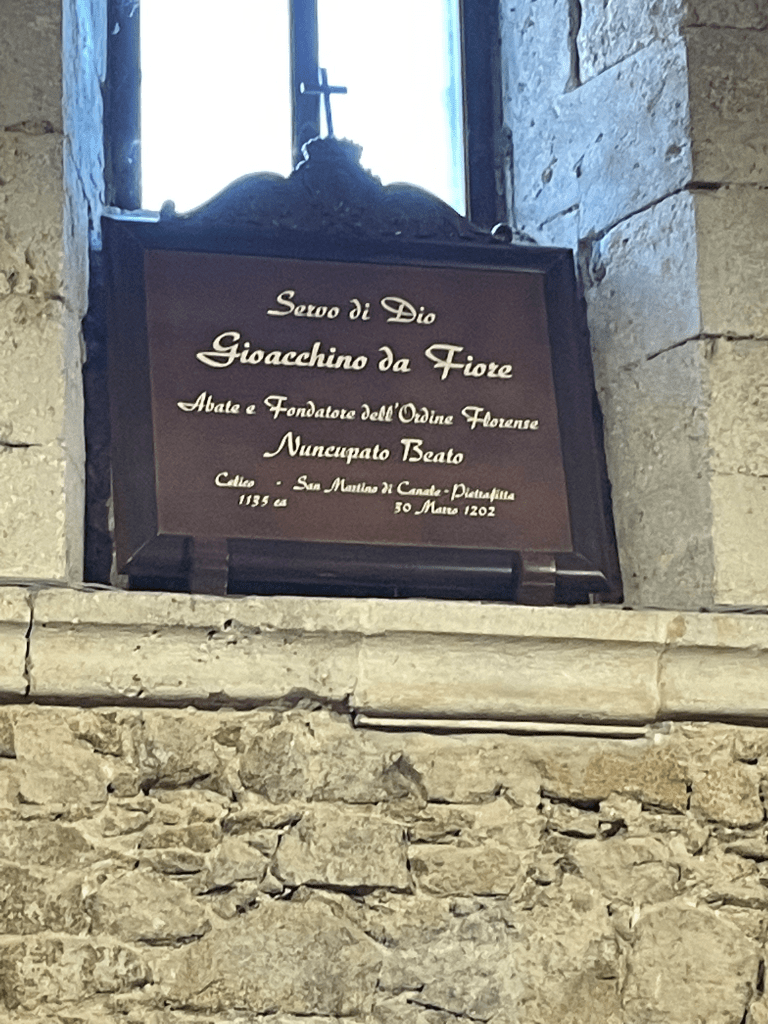 Servo di Dio
Gioacchino da Fiore
Abate e Fondatore dell'Ordine Florense
Nuncupato Beato
Celico - San Martino di Canale - Pietrafitta
1135 ca 30 Marzo 1202